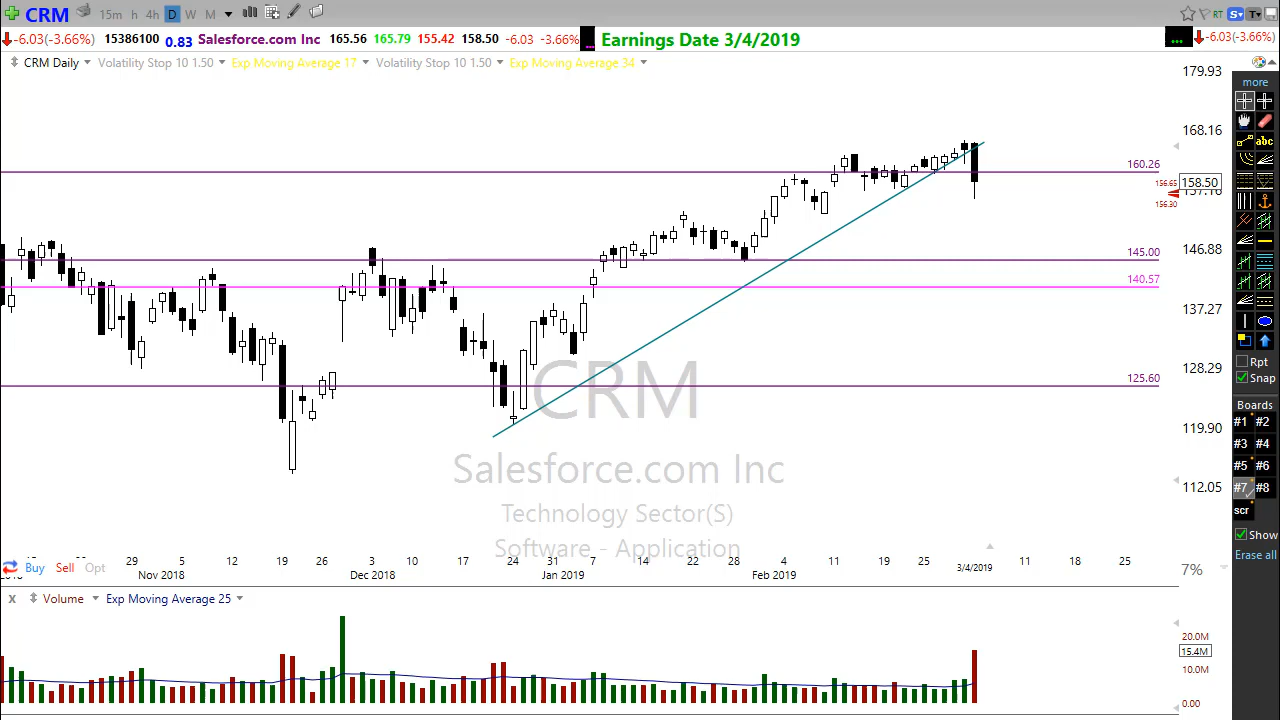 CRM 15m h 4h D W M RT S T
-6.03(-3.66%) 15386100 0.83 Salesforce.com Inc 165.56 165.79 155.42 158.50 -6.03 -3.66% ... Earnings Date 3/4/2019 ... -6.03(-3.66%)
CRM Daily Volatility Stop 10 1.50 Exp Moving Average 17 Volatility Stop 10 1.50 Exp Moving Average 34
179.93
more
168.16
abc
160.26
156.65 158.50
156.30
145.00 146.88
140.57
137.27
128.29
125.60
119.90
112.05
CRM
Salesforce.com Inc
Technology Sector(S)
Software - Application
Rpt
Snap
Boards
#1 #2
#3 #4
#5 #6
#7 #8
scr
Show
Erase all
29 5 12 19 26 3 10 17 24 31 7 14 22 28 4 11 19 25 11 18 25
Buy Sell Opt Nov 2018 Dec 2018 Jan 2019 Feb 2019 3/4/2019 7%
X Volume Exp Moving Average 25
20.0M
15.4M
10.0M
0.00